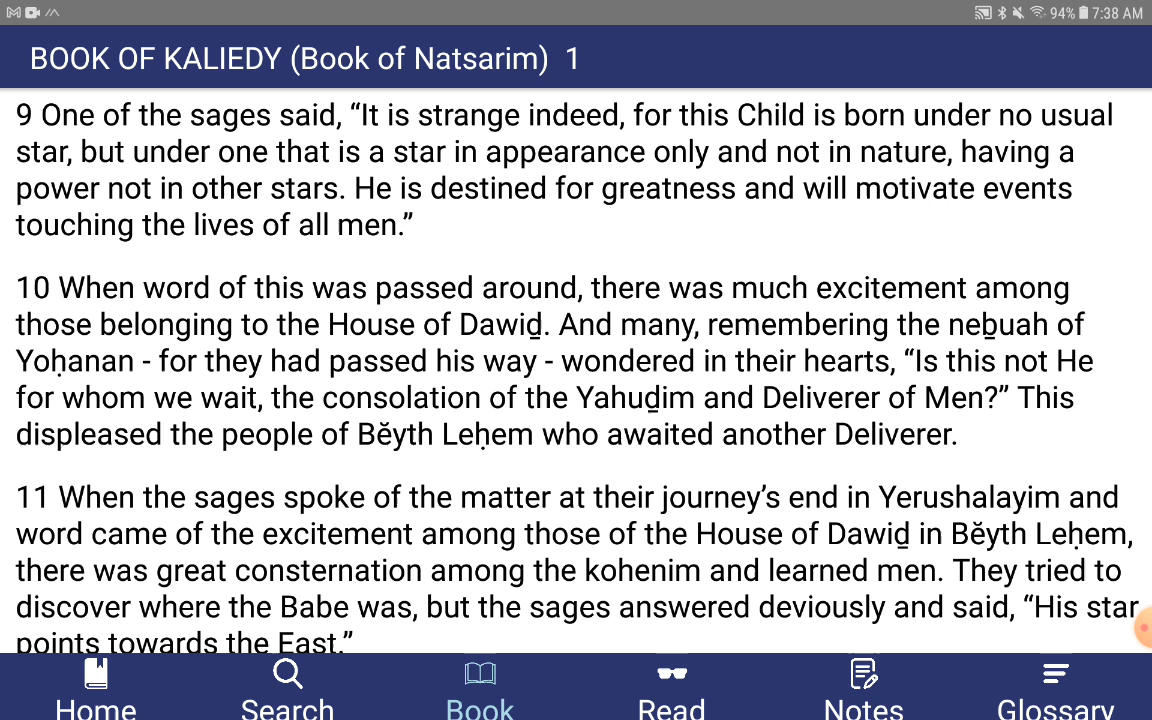 94% 7:38 AM
BOOK OF KALIEDY (Book of Natsarim) 1
9 One of the sages said, “It is strange indeed, for this Child is born under no usual
star, but under one that is a star in appearance only and not in nature, having a
power not in other stars. He is destined for greatness and will motivate events
touching the lives of all men.”
10 When word of this was passed around, there was much excitement among
those belonging to the House of Dawiḏ. And many, remembering the neḇuah of
Yoḥanan - for they had passed his way - wondered in their hearts, “Is this not He
for whom we wait, the consolation of the Yahuḏim and Deliverer of Men?” This
displeased the people of Bĕyth Leḥem who awaited another Deliverer.
11 When the sages spoke of the matter at their journey’s end in Yerushalayim and
word came of the excitement among those of the House of Dawiḏ in Bĕyth Leḥem,
there was great consternation among the kohenim and learned men. They tried to
discover where the Babe was, but the sages answered deviously and said, “His star
points towards the East.”
Home Search Book Read Notes Glossary